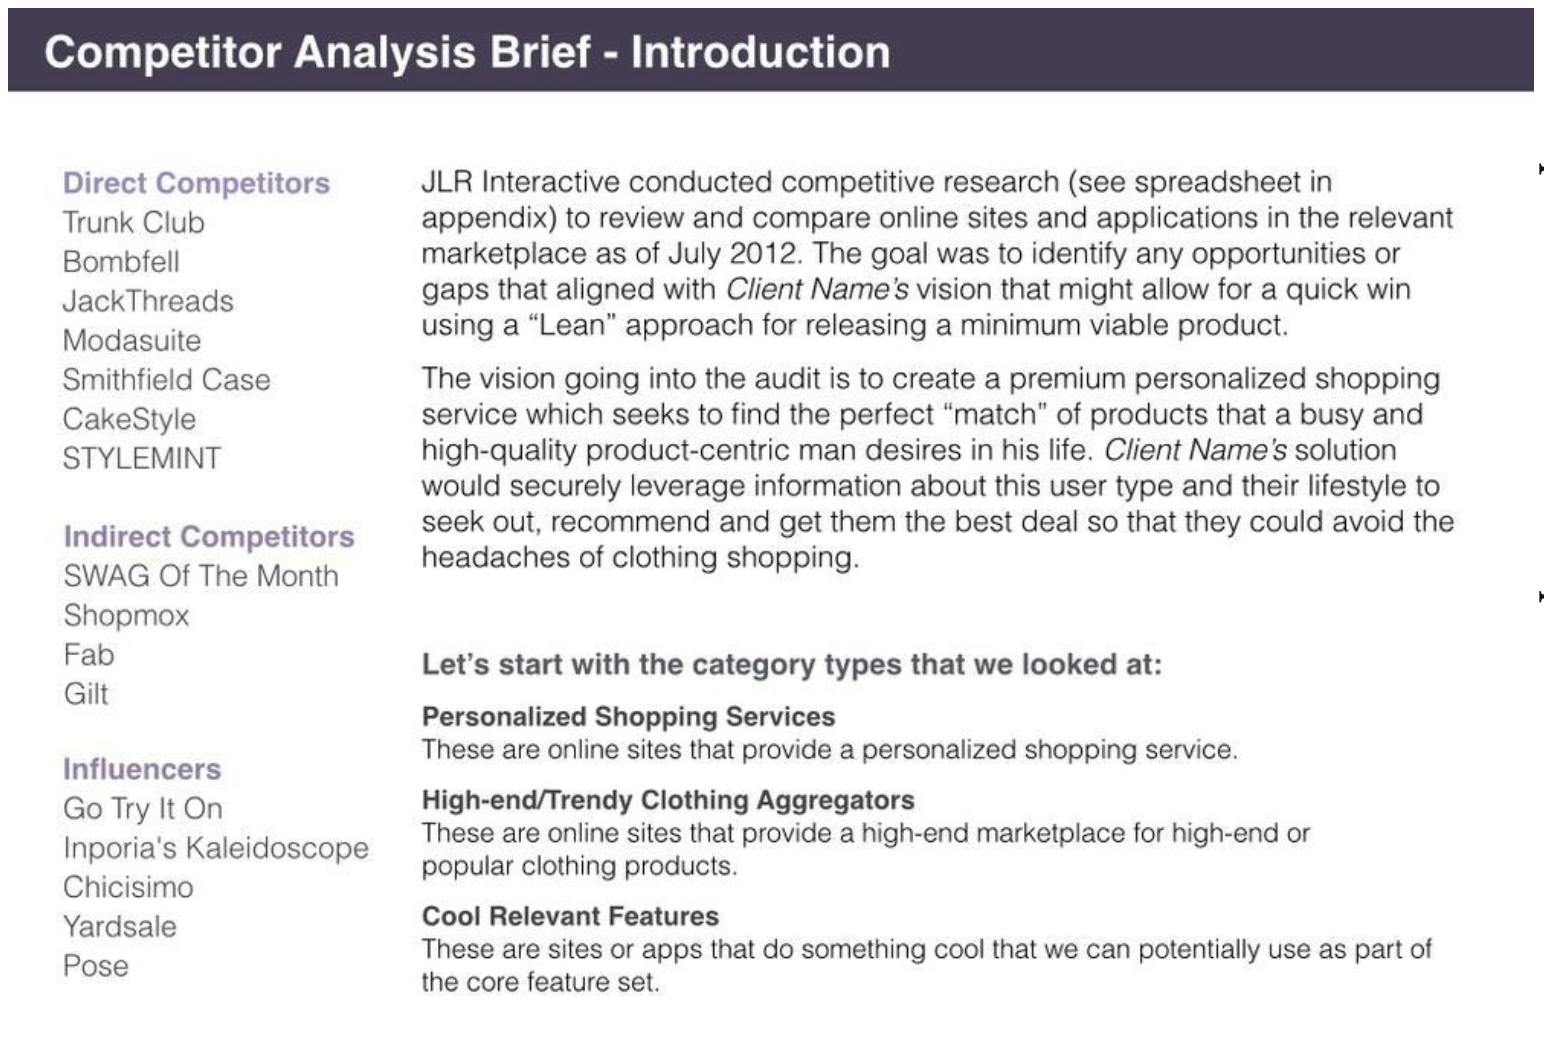 Competitor Analysis Brief - Introduction
Direct Competitors
Trunk Club
Bombfell
JackThreads
Modasuite
Smithfield Case
CakeStyle
STYLEMINT
Indirect Competitors
SWAG Of The Month
Shopmox
Fab
Gilt
Influencers
Go Try It On
Inporia's Kaleidoscope
Chicisimo
Yardsale
Pose
JLR Interactive conducted competitive research (see spreadsheet in
appendix) to review and compare online sites and applications in the relevant
marketplace as of July 2012. The goal was to identify any opportunities or
gaps that aligned with Client Name’s vision that might allow for a quick win
using a “Lean” approach for releasing a minimum viable product.
The vision going into the audit is to create a premium personalized shopping
service which seeks to find the perfect “match” of products that a busy and
high-quality product-centric man desires in his life. Client Name’s solution
would securely leverage information about this user type and their lifestyle to
seek out, recommend and get them the best deal so that they could avoid the
headaches of clothing shopping.
Let’s start with the category types that we looked at:
Personalized Shopping Services
These are online sites that provide a personalized shopping service.
High-end/Trendy Clothing Aggregators
These are online sites that provide a high-end marketplace for high-end or
popular clothing products.
Cool Relevant Features
These are sites or apps that do something cool that we can potentially use as part of
the core feature set.